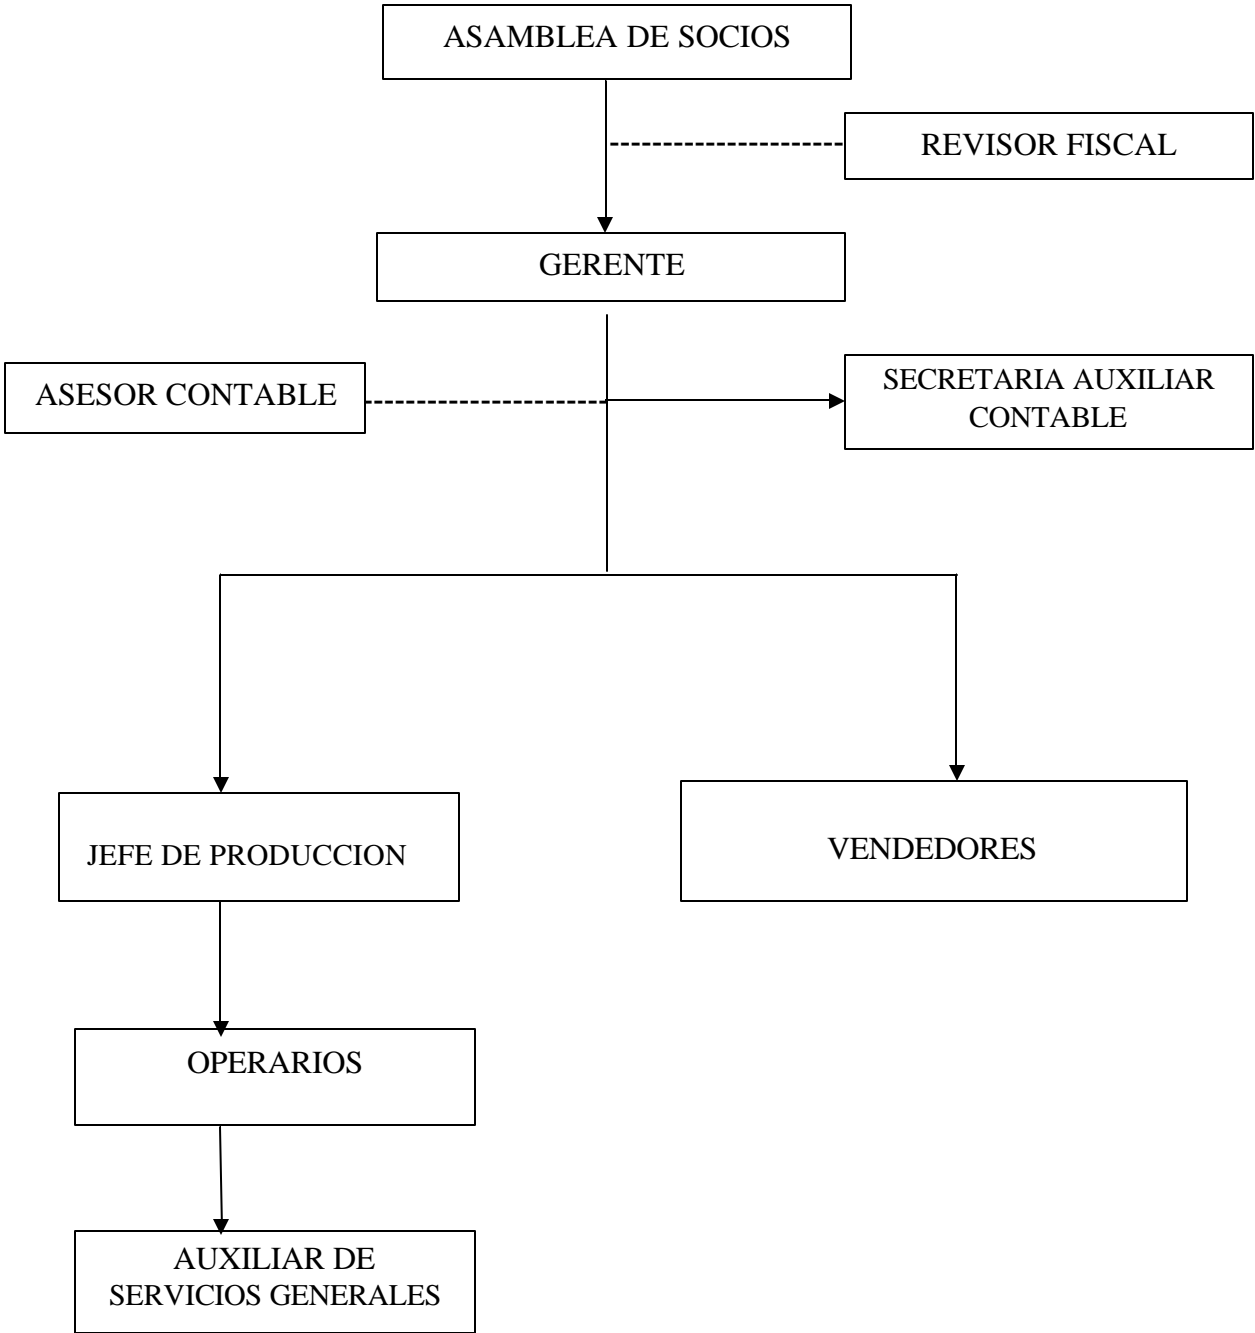 ASAMBLEA DE SOCIOS
REVISOR FISCAL
GERENTE
ASESOR CONTABLE
SECRETARIA AUXILIAR
CONTABLE
JEFE DE PRODUCCION
VENDEDORES
OPERARIOS
AUXILIAR DE
SERVICIOS GENERALES